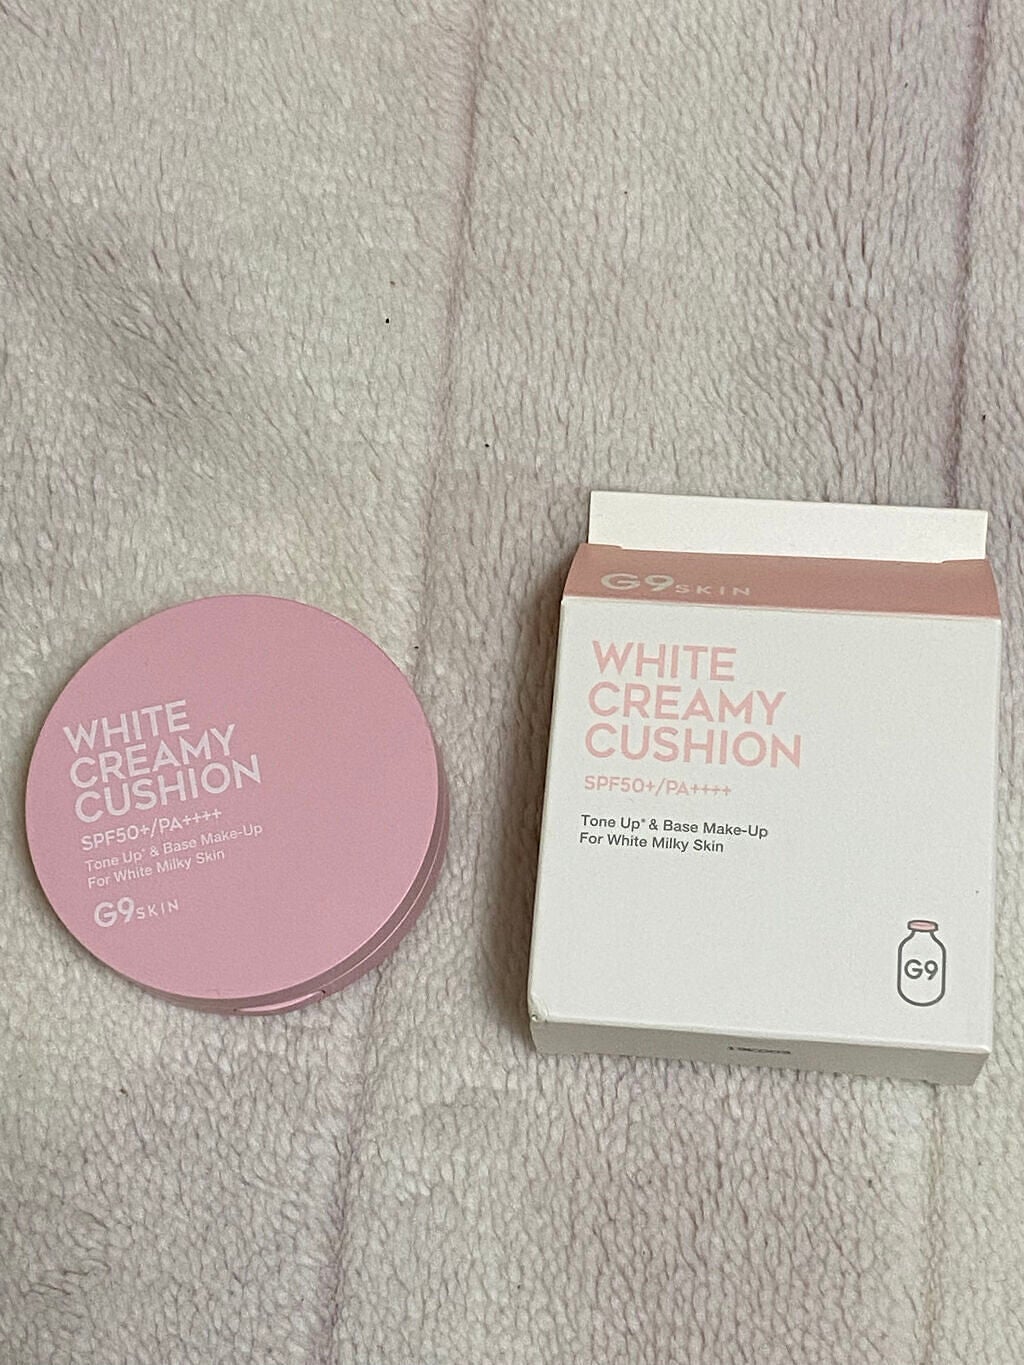 WHITE
CREAMY
CUSHION
SPF50+/PA++++
Tone Up* & Base Make-Up
For White Milky Skin
G9SKIN
G9SKIN
WHITE
CREAMY
CUSHION
SPF50+/PA++++
Tone Up* & Base Make-Up
For White Milky Skin
G9